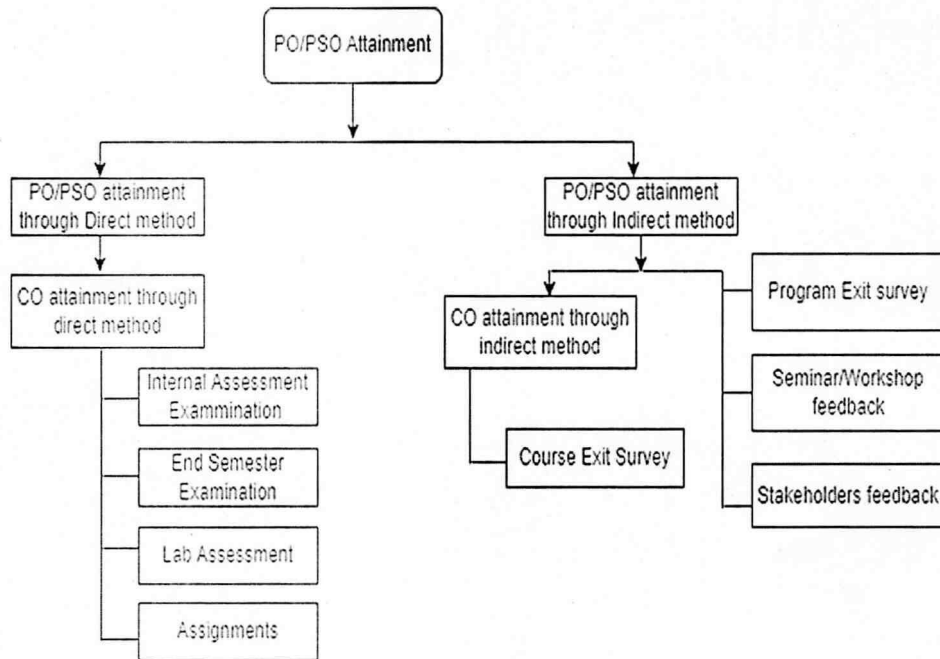 PO/PSO Attainment
PO/PSO attainment
through Direct method
PO/PSO attainment
through Indirect method
CO attainment through
direct method
Internal Assessment
Exammination
End Semester
Examination
Lab Assessment
Assignments
CO attainment through
indirect method
Course Exit Survey
Program Exit survey
Seminar/Workshop
feedback
Stakeholders feedback